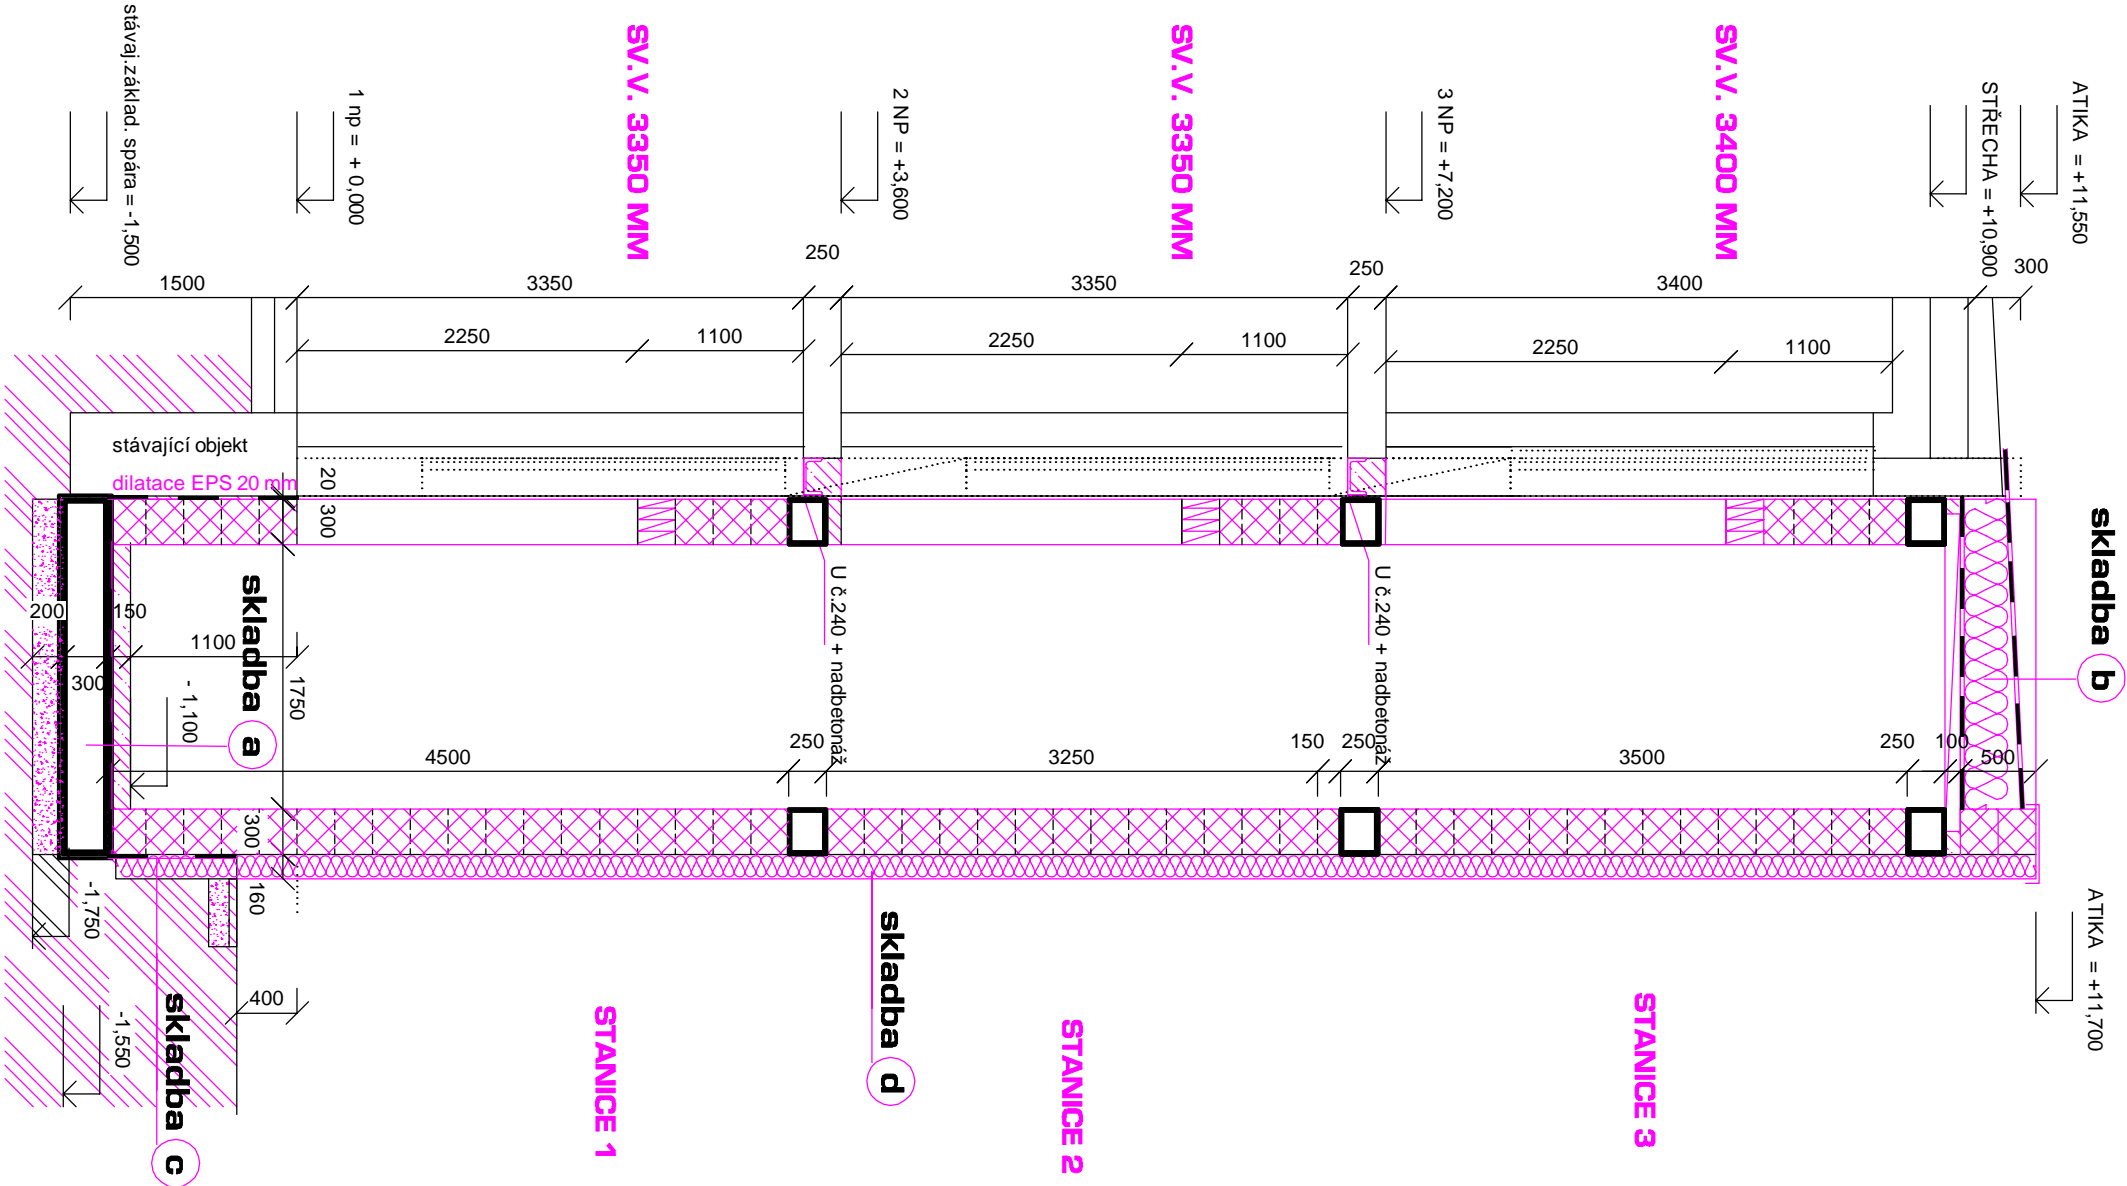 stávaj.základ. spára = -1,500
1 np = + 0,000
SV.V. 3350 MM
2 NP = +3,600
SV.V. 3350 MM
3 NP = +7,200
SV.V. 3400 MM
STŘECHA = +10,900
ATIKA = +11,550
1500
3350
250
3350
250
3400
300
2250
1100
2250
1100
2250
1100
stávající objekt
dilatace EPS 20 mm
20
300
U č.240 + nadbetonáž
U č.240 + nadbetonáž
skladba b
200
150
1100
300
1750
- 1,100
skladba a
4500
250
3250
150
250
3500
250
100
500
300
160
-1,750
-1,550
400
skladba c
skladba d
STANICE 1
STANICE 2
STANICE 3
ATIKA = +11,700